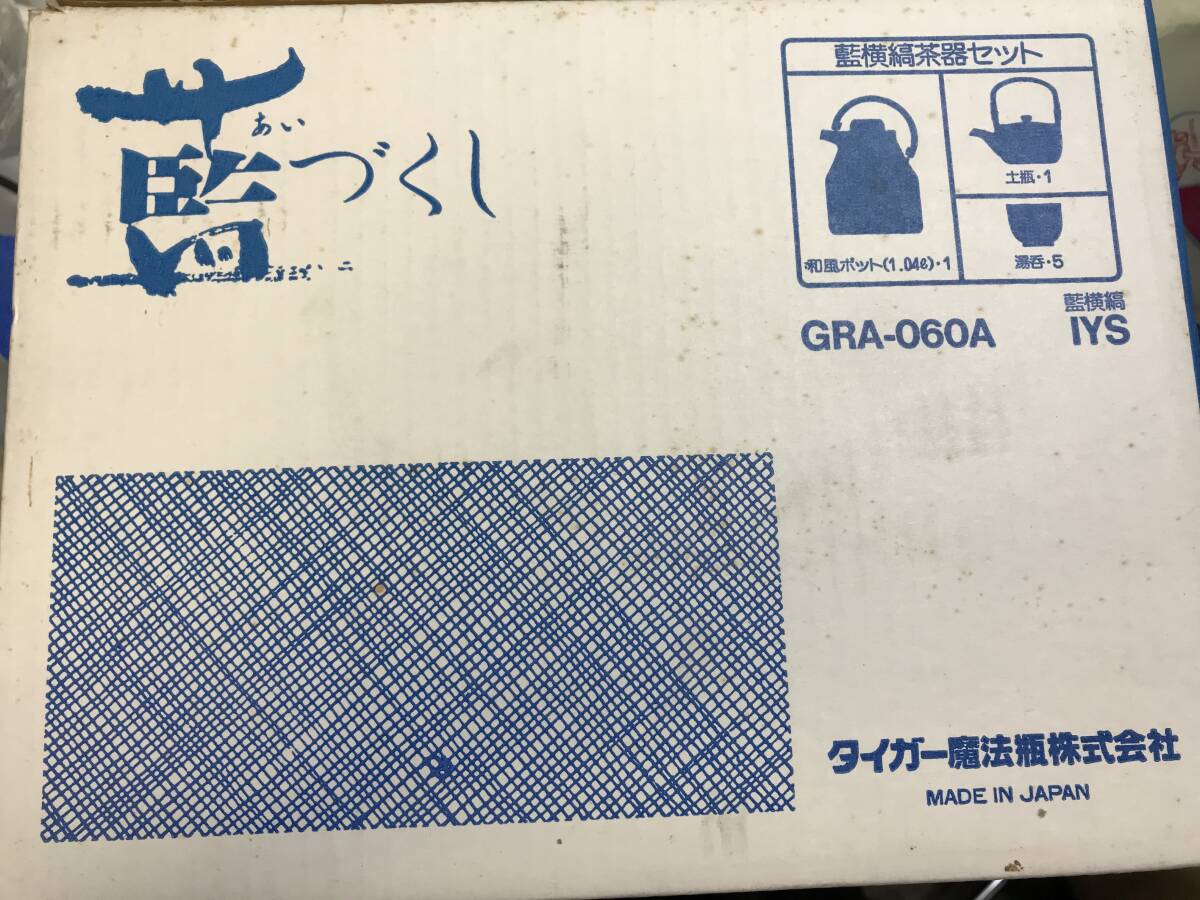 藍づくし
あい
藍横縞茶器セット
和風ポット(1.04ℓ)・1
土瓶・1
湯呑・5
藍横縞
GRA-060A IYS
タイガー魔法瓶株式会社
MADE IN JAPAN